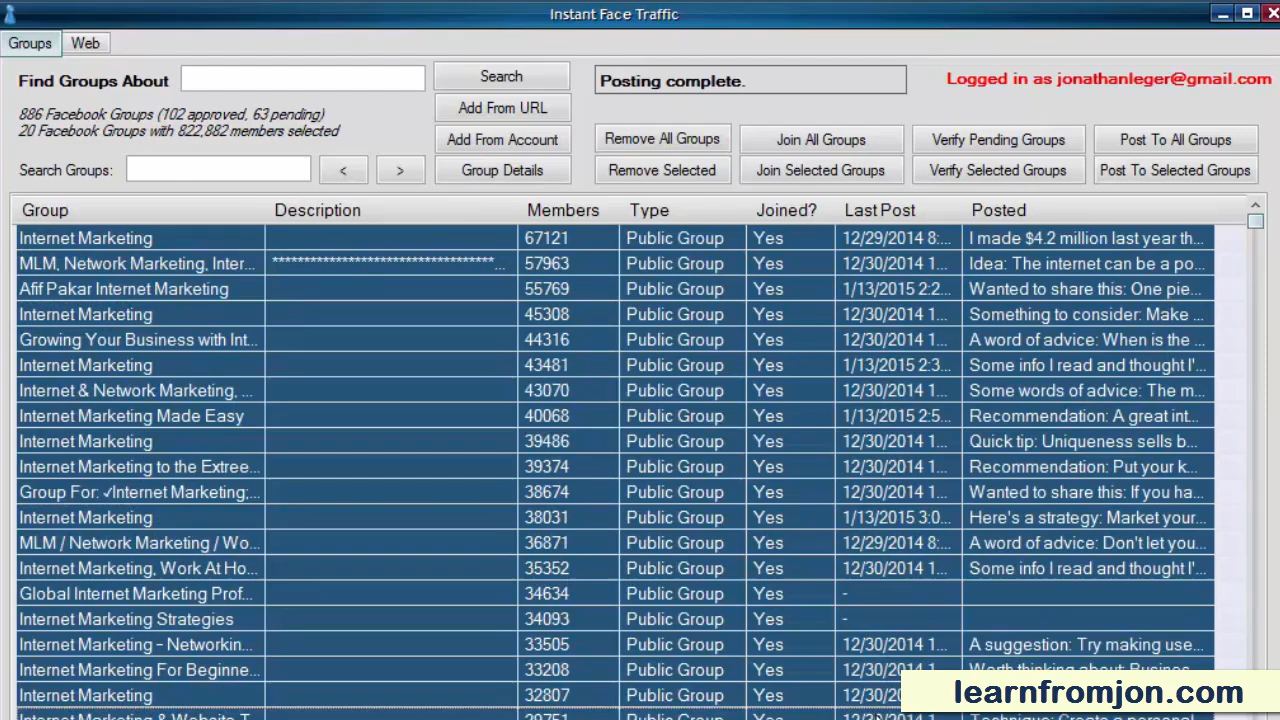 Instant Face Traffic
Groups Web
Find Groups About Search Posting complete. Logged in as jonathanleger@gmail.com
886 Facebook Groups (102 approved, 63 pending) Add From URL
20 Facebook Groups with 822,882 members selected
Add From Account Remove All Groups Join All Groups Verify Pending Groups Post To All Groups
Search Groups: < > Group Details Remove Selected Join Selected Groups Verify Selected Groups Post To Selected Groups
Group Description Members Type Joined? Last Post Posted
Internet Marketing 67121 Public Group Yes 12/29/2014 8:... I made $4.2 million last year th...
MLM, Network Marketing, Inter... ***********************************... 57963 Public Group Yes 12/30/2014 1... Idea: The internet can be a po...
Afif Pakar Internet Marketing 55769 Public Group Yes 1/13/2015 2:2... Wanted to share this: One pie...
Internet Marketing 45308 Public Group Yes 12/30/2014 1... Something to consider: Make ...
Growing Your Business with Int... 44316 Public Group Yes 12/30/2014 1... A word of advice: When is the ...
Internet Marketing 43481 Public Group Yes 1/13/2015 2:3... Some info I read and thought I'...
Internet & Network Marketing, ... 43070 Public Group Yes 12/30/2014 1... Some words of advice: The m...
Internet Marketing Made Easy 40068 Public Group Yes 1/13/2015 2:5... Recommendation: A great int...
Internet Marketing 39486 Public Group Yes 12/30/2014 1... Quick tip: Uniqueness sells b...
Internet Marketing to the Extree... 39374 Public Group Yes 12/30/2014 1... Recommendation: Put your k...
Group For: ✓Internet Marketing,... 38674 Public Group Yes 12/30/2014 1... Wanted to share this: If you ha...
Internet Marketing 38031 Public Group Yes 1/13/2015 3:0... Here's a strategy: Market your...
MLM / Network Marketing / Wo... 36871 Public Group Yes 12/29/2014 8:... A word of advice: Don't let you...
Internet Marketing, Work At Ho... 35352 Public Group Yes 12/30/2014 1... Some info I read and thought I'...
Global Internet Marketing Prof... 34634 Public Group Yes -
Internet Marketing Strategies 34093 Public Group Yes -
Internet Marketing – Networkin... 33505 Public Group Yes 12/30/2014 1... A suggestion: Try making use...
Internet Marketing For Beginne... 33208 Public Group Yes 12/30/2014 1... Worth thinking about: Busines...
Internet Marketing 32807 Public Group Yes 12/30
learnfromjon.com
Internet Marketing & Website T... 29751 Public Group Yes